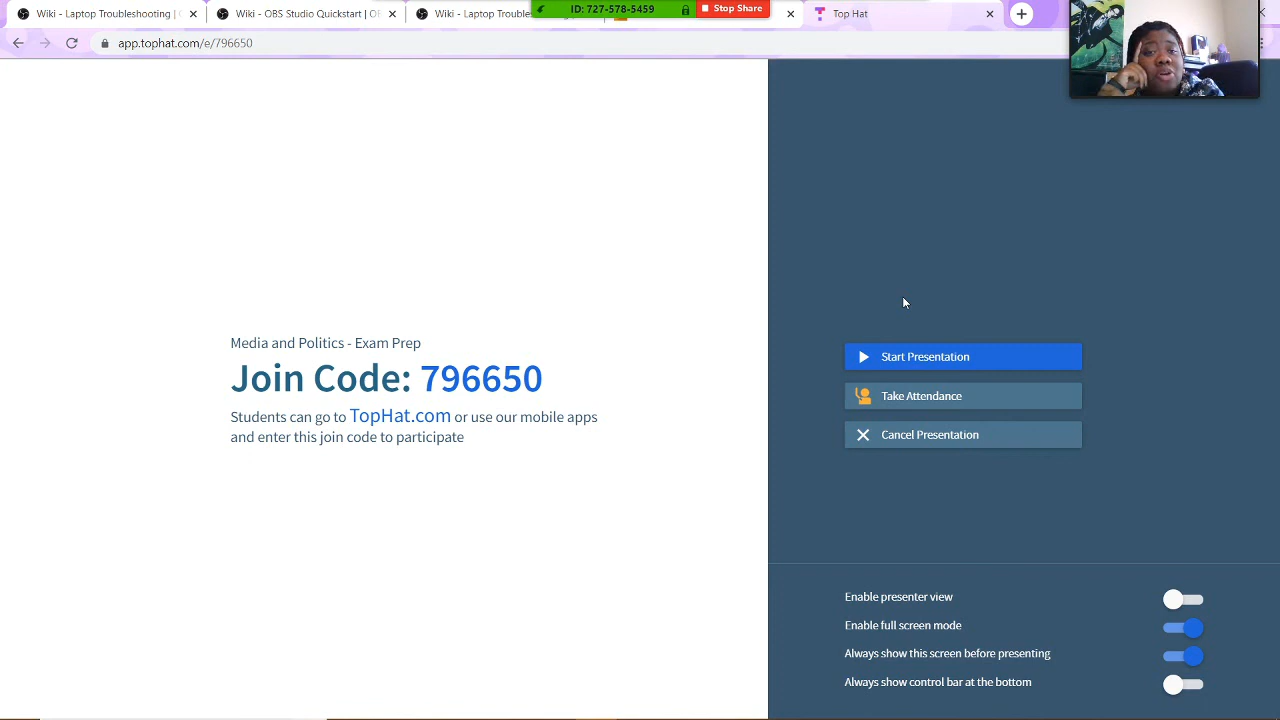 Wiki - Laptop Troubleshooting |
Wiki - OBS Studio Quickstart | OB
Wiki - Laptop Troubles
ID: 727-578-5459
Stop Share
Top Hat
app.tophat.com/e/796650
Media and Politics - Exam Prep
Join Code: 796650
Students can go to TopHat.com or use our mobile apps
and enter this join code to participate
Start Presentation
Take Attendance
Cancel Presentation
Enable presenter view
Enable full screen mode
Always show this screen before presenting
Always show control bar at the bottom